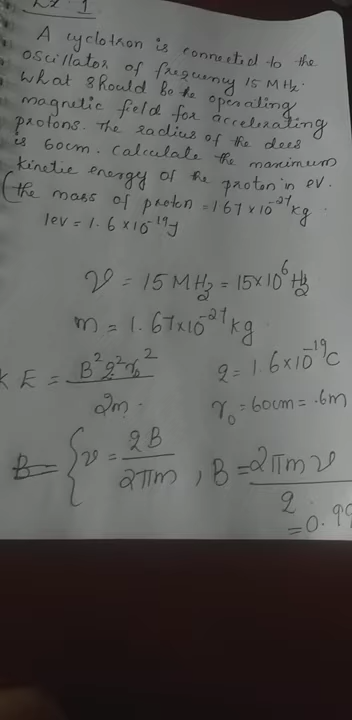 A cyclotron is connected to the
oscillator of frequency 15 MHz.
What should be the operating
magnetic field for accelerating
protons. The radius of the dees
is 60cm. Calculate the maximum
kinetic energy of the proton in ev.
(the mass of proton = 1.67×10⁻²⁷kg
1ev = 1.6×10⁻¹⁹J
ν = 15 MHz = 15×10⁶ Hz
m = 1.67×10⁻²⁷kg
KE = B²q²r₀² / 2m. q = 1.6×10⁻¹⁹C
r₀ = 60cm = .6m
B = { ν = qB / 2πm , B = 2πmν / q
= 0.99